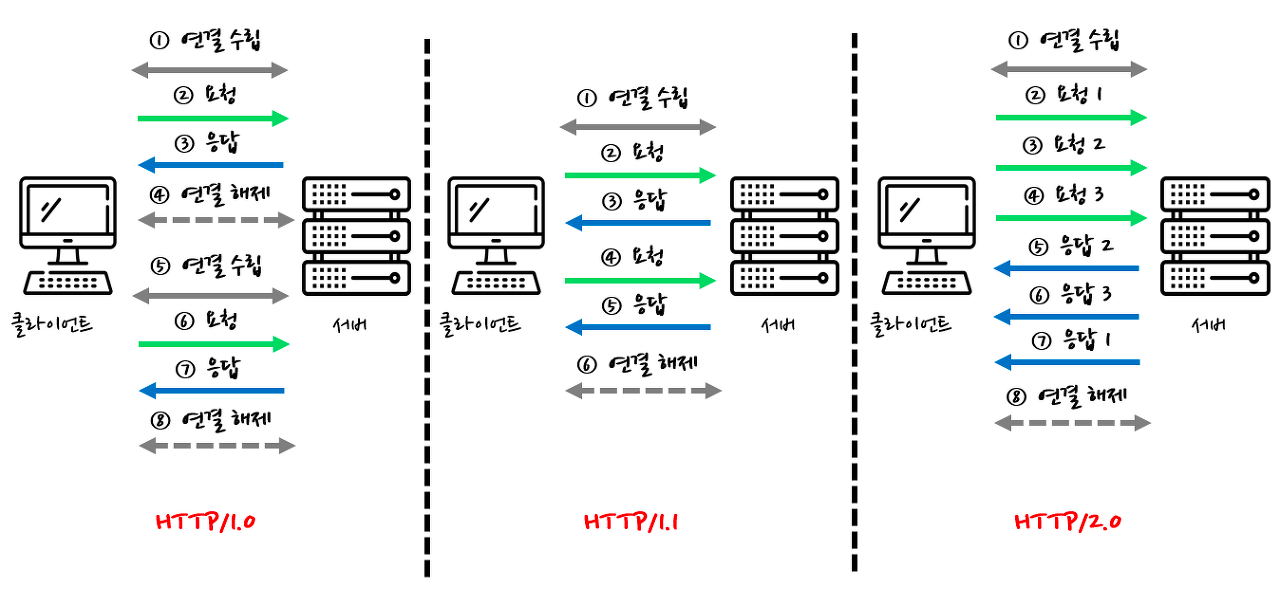 ① 연결 수립
② 요청
③ 응답
④ 연결 해제
⑤ 연결 수립
⑥ 요청
⑦ 응답
⑧ 연결 해제
클라이언트
서버
HTTP/1.0
① 연결 수립
② 요청
③ 응답
④ 요청
⑤ 응답
⑥ 연결 해제
클라이언트
서버
HTTP/1.1
① 연결 수립
② 요청 1
③ 요청 2
④ 요청 3
⑤ 응답 2
⑥ 응답 3
⑦ 응답 1
⑧ 연결 해제
클라이언트
서버
HTTP/2.0